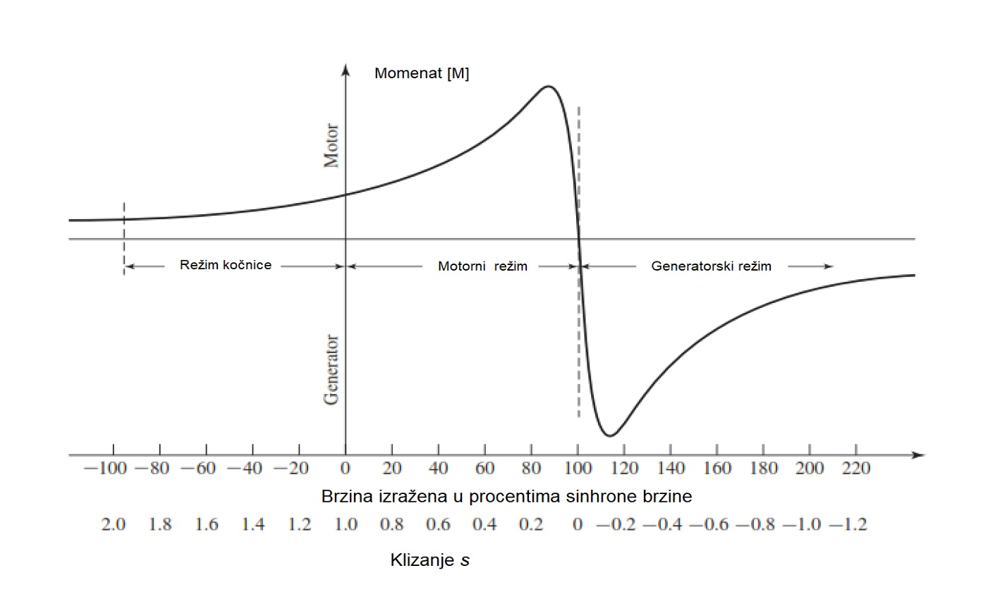 Momenat [M]
Motor
Režim kočnice
Motorni režim
Generatorski režim
Generator
−100 −80 −60 −40 −20 0 20 40 60 80 100 120 140 160 180 200 220
Brzina izražena u procentima sinhrone brzine
2.0 1.8 1.6 1.4 1.2 1.0 0.8 0.6 0.4 0.2 0 −0.2 −0.4 −0.6 −0.8 −1.0 −1.2
Klizanje s